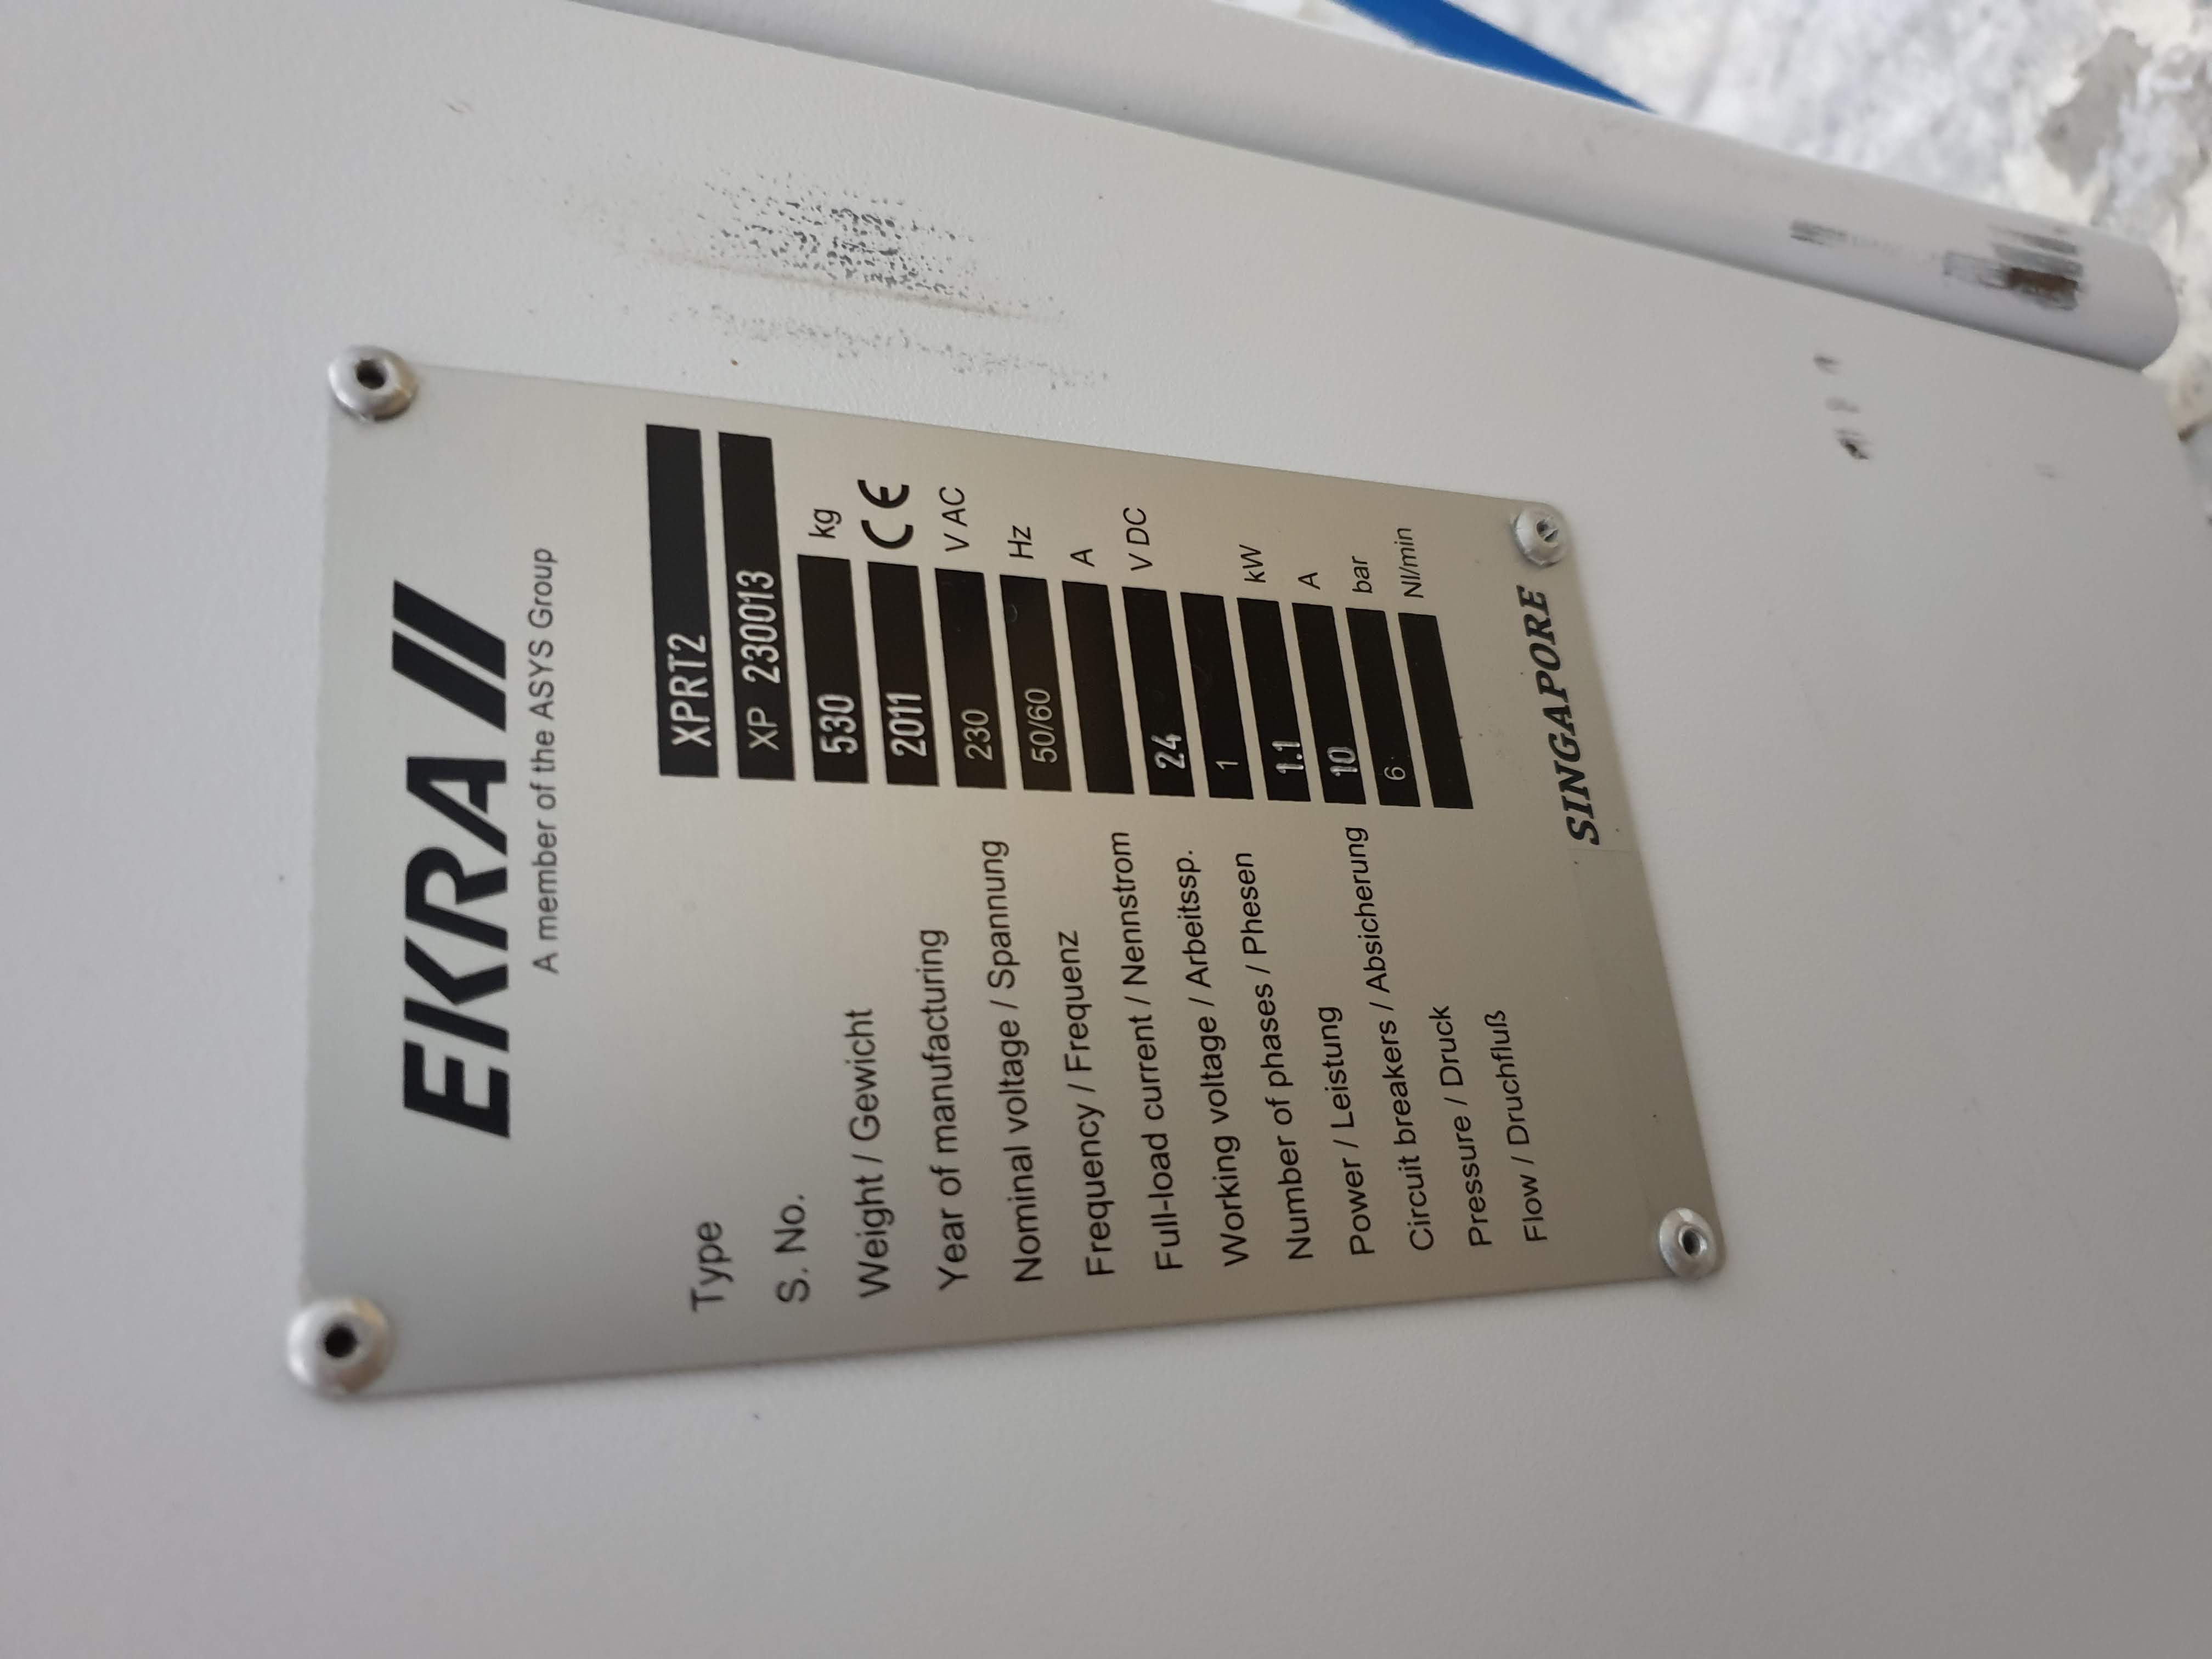 EKRA
A member of the ASYS Group
Type XPRT2
S. No. XP 230013
Weight / Gewicht 530 kg
Year of manufacturing 2011 CE
Nominal voltage / Spannung 230 V AC
Frequency / Frequenz 50/60 Hz
Full-load current / Nennstrom A
Working voltage / Arbeitssp. 24 V DC
Number of phases / Phesen 1
Power / Leistung 1.1 kW
Circuit breakers / Absicherung 10 A
Pressure / Druck 6 bar
Flow / Druchfluß Nl/min
SINGAPORE